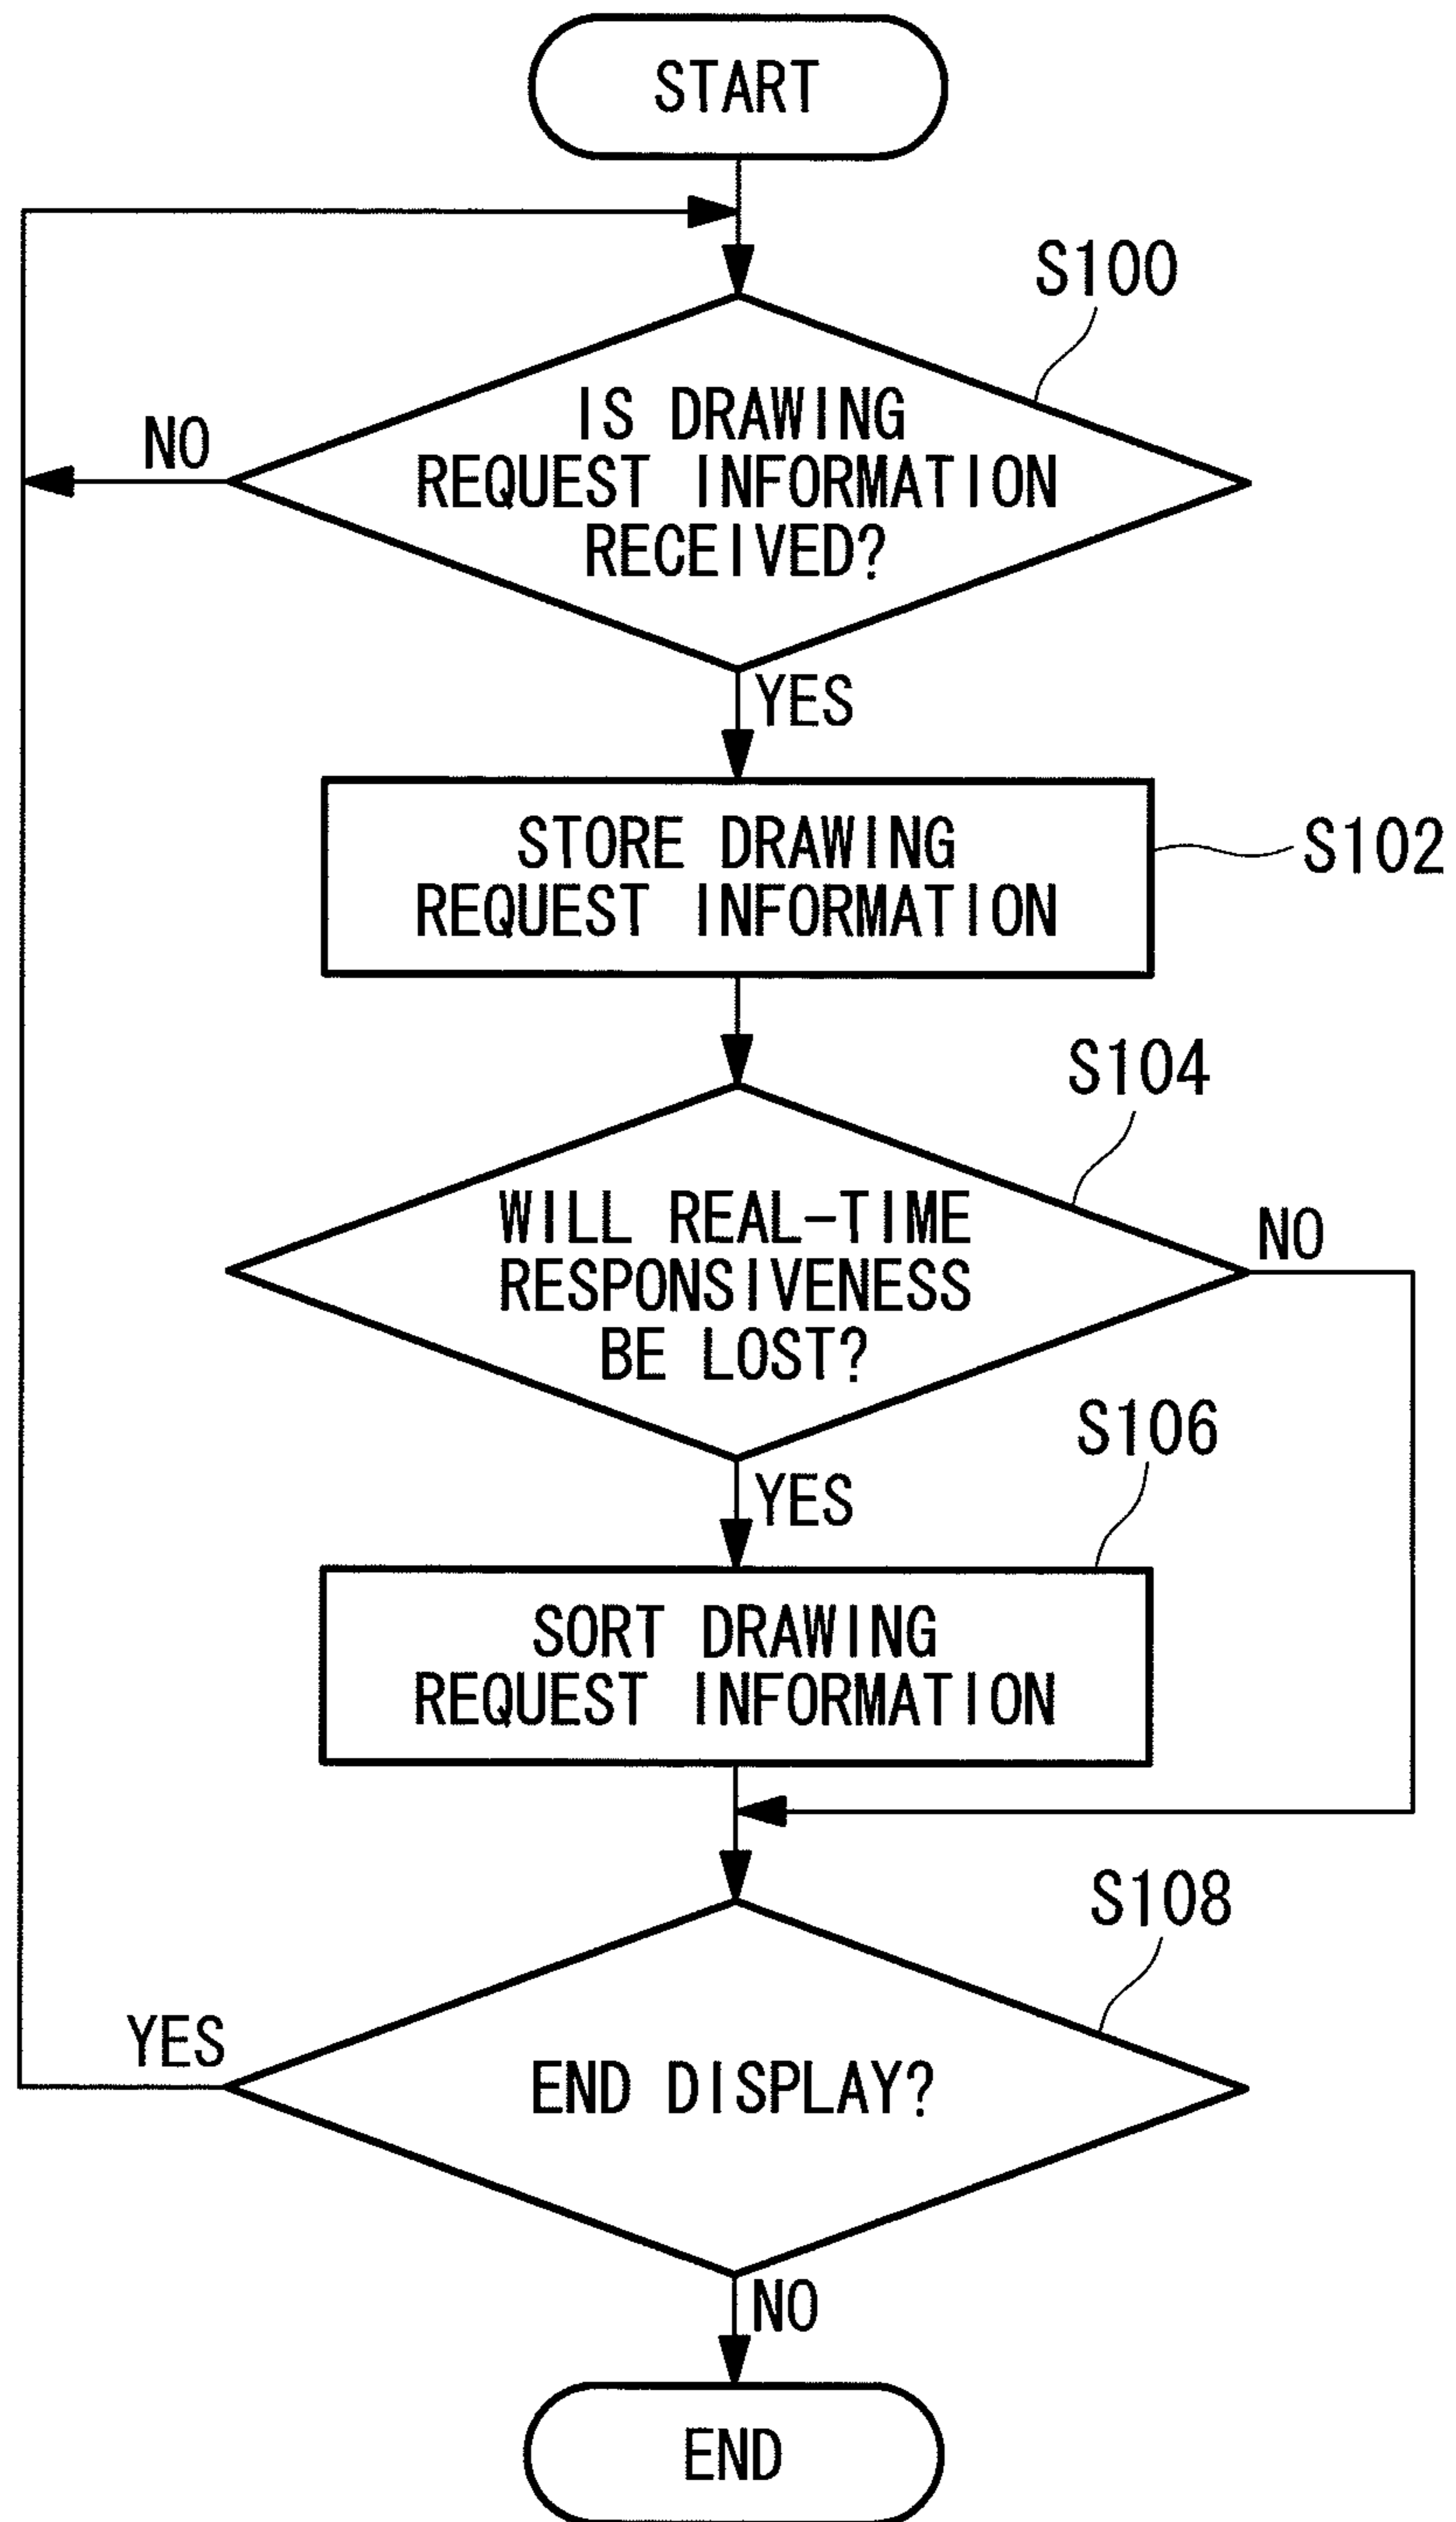 START
S100
IS DRAWING
REQUEST INFORMATION
RECEIVED?
NO
YES
STORE DRAWING
REQUEST INFORMATION
S102
S104
WILL REAL-TIME
RESPONSIVENESS
BE LOST?
NO
YES
S106
SORT DRAWING
REQUEST INFORMATION
S108
END DISPLAY?
YES
NO
END